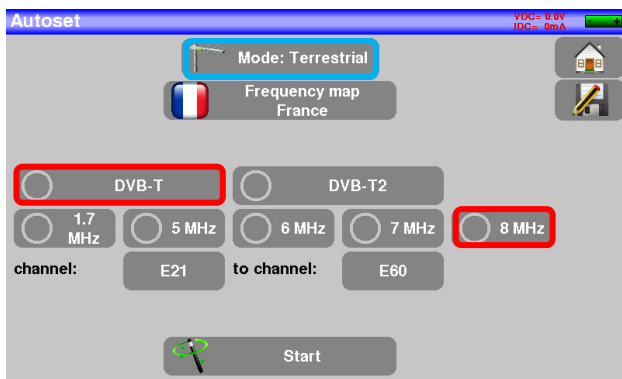 Autoset
VDC= 0.0V
IDC= 0mA
- +
Mode: Terrestrial
Frequency map
France
DVB-T
DVB-T2
1.7
MHz
5 MHz
6 MHz
7 MHz
8 MHz
channel:
E21
to channel:
E60
Start